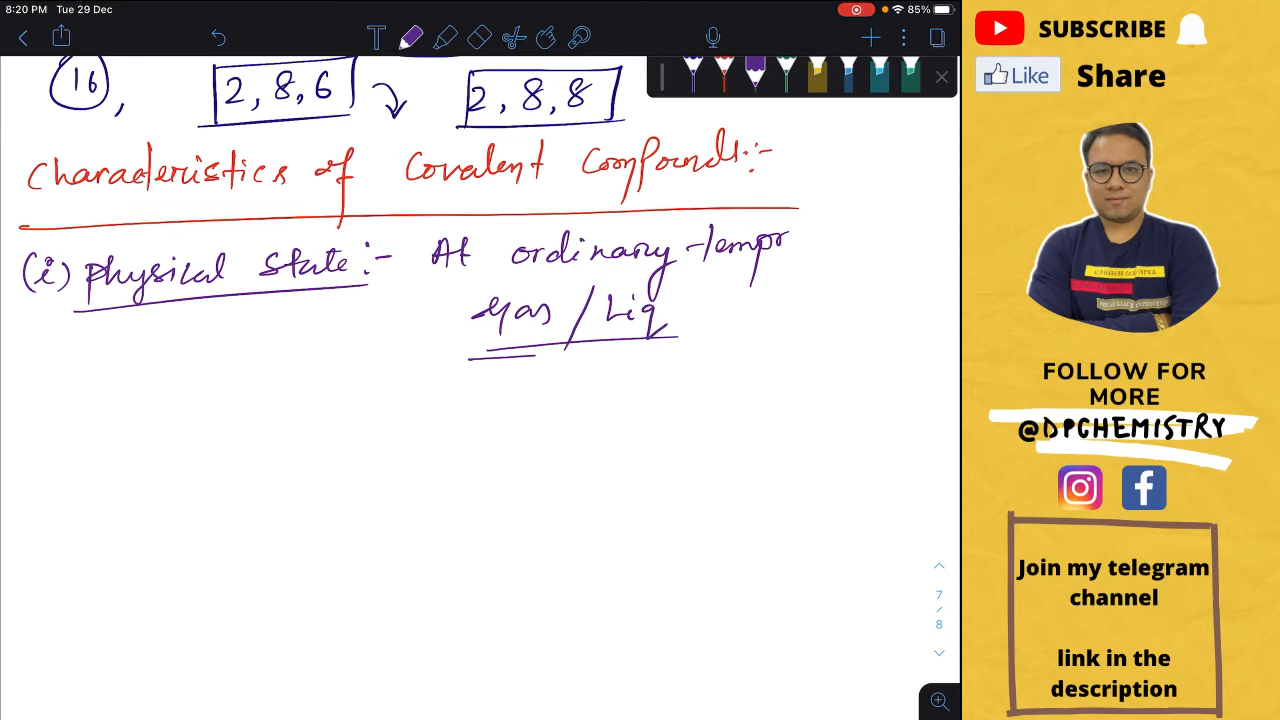 8:20 PM Tue 29 Dec
85%
16, 2, 8, 6 2, 8, 8
Characteristics of Covalent Compounds:-
(i) Physical State:- At ordinary tempr
Gas / Liq
7
/
8
SUBSCRIBE
Like Share
FOLLOW FOR
MORE
@DPCHEMISTRY
Join my telegram
channel
link in the
description